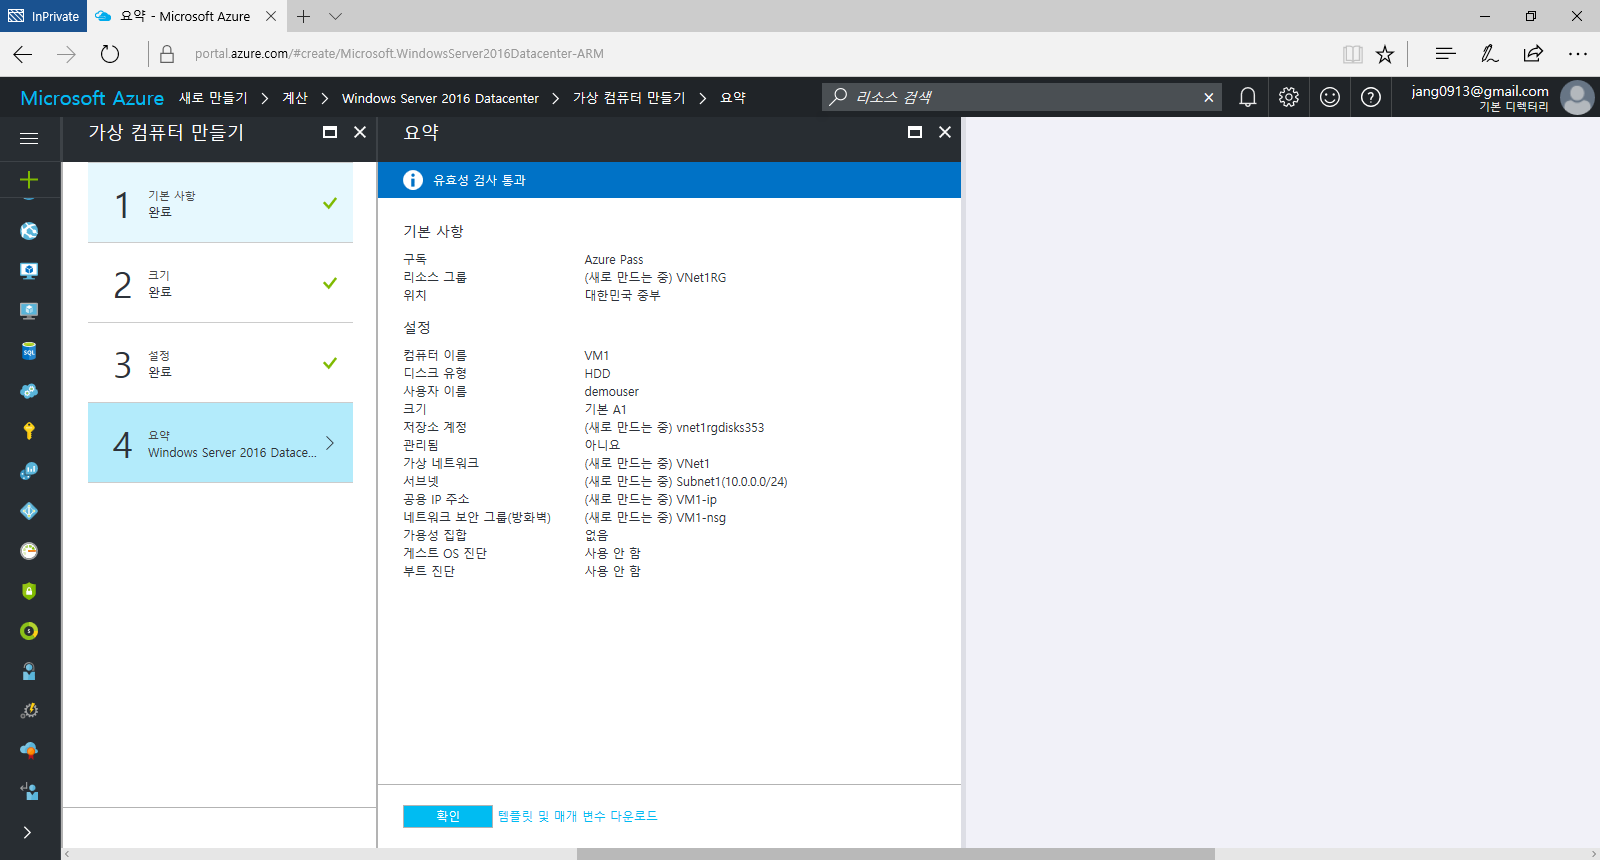 InPrivate
요약 - Microsoft Azure
portal.azure.com/#create/Microsoft.WindowsServer2016Datacenter-ARM
Microsoft Azure 새로 만들기 > 계산 > Windows Server 2016 Datacenter > 가상 컴퓨터 만들기 > 요약
리소스 검색
jang0913@gmail.com
기본 디렉터리
가상 컴퓨터 만들기
1 기본 사항
완료
2 크기
완료
3 설정
완료
4 요약
Windows Server 2016 Datace...
요약
유효성 검사 통과
기본 사항
구독 Azure Pass
리소스 그룹 (새로 만드는 중) VNet1RG
위치 대한민국 중부
설정
컴퓨터 이름 VM1
디스크 유형 HDD
사용자 이름 demouser
크기 기본 A1
저장소 계정 (새로 만드는 중) vnet1rgdisks353
관리됨 아니요
가상 네트워크 (새로 만드는 중) VNet1
서브넷 (새로 만드는 중) Subnet1(10.0.0.0/24)
공용 IP 주소 (새로 만드는 중) VM1-ip
네트워크 보안 그룹(방화벽) (새로 만드는 중) VM1-nsg
가용성 집합 없음
게스트 OS 진단 사용 안 함
부트 진단 사용 안 함
확인 템플릿 및 매개 변수 다운로드
SQL